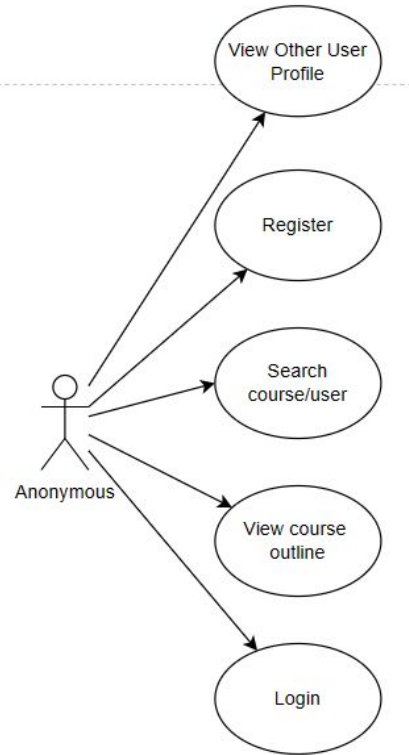 View Other User
Profile
Register
Search
course/user
Anonymous
View course
outline
Login